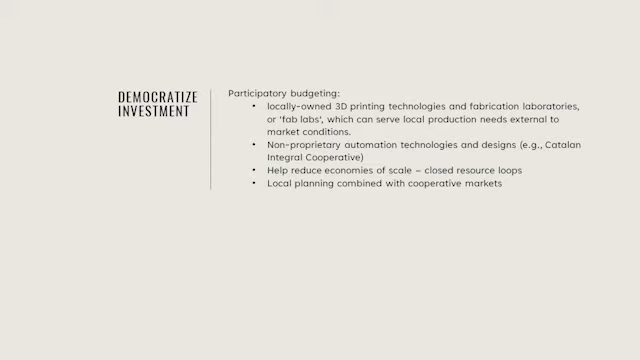 DEMOCRATIZE
INVESTMENT
Participatory budgeting:
• locally-owned 3D printing technologies and fabrication laboratories,
or 'fab labs', which can serve local production needs external to
market conditions.
• Non-proprietary automation technologies and designs (e.g., Catalan
Integral Cooperative)
• Help reduce economies of scale – closed resource loops
• Local planning combined with cooperative markets